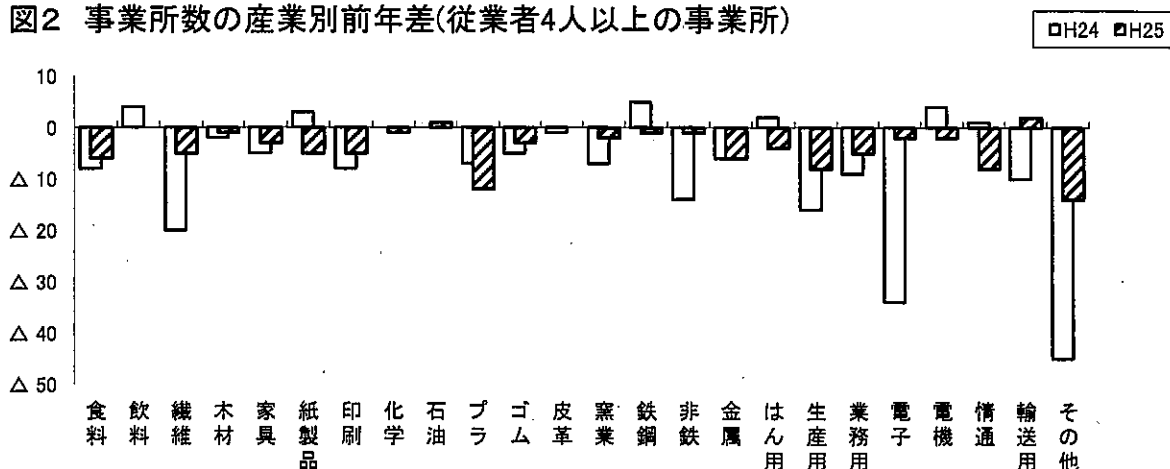 図2 事業所数の産業別前年差(従業者4人以上の事業所)
□H24 H25
10
0
△ 10
△ 20
△ 30
△ 40
△ 50
食料
飲料
繊維
木材
家具
紙製品
印刷
化学
石油
プラ
ゴム
皮革
窯業
鉄鋼
非鉄
金属
はん用
生産用
業務用
電子
電機
情通
輸送用
その他